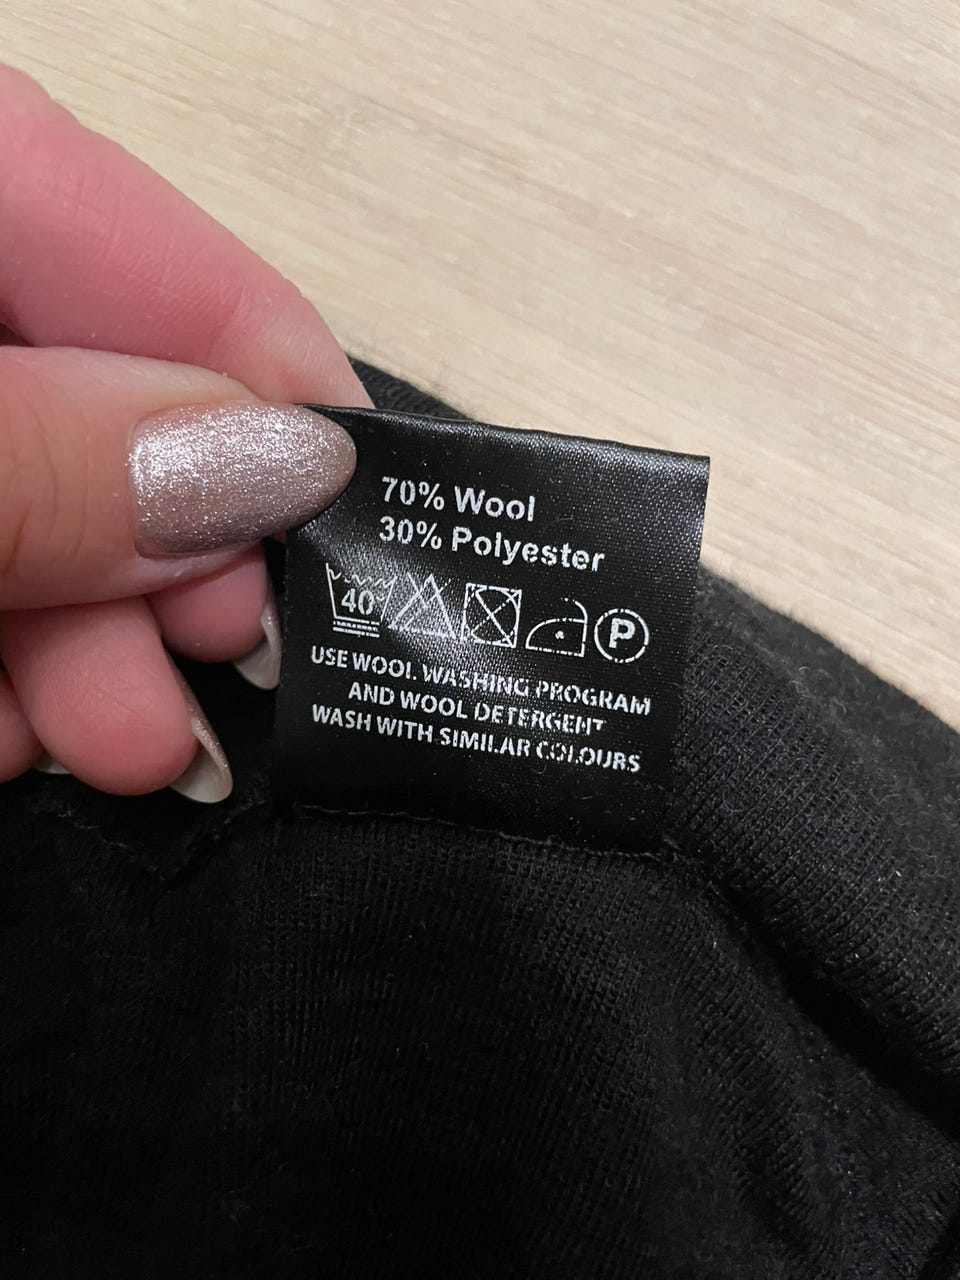 70% Wool
30% Polyester
40 P
USE WOOL WASHING PROGRAM
AND WOOL DETERGENT
WASH WITH SIMILAR COLOURS